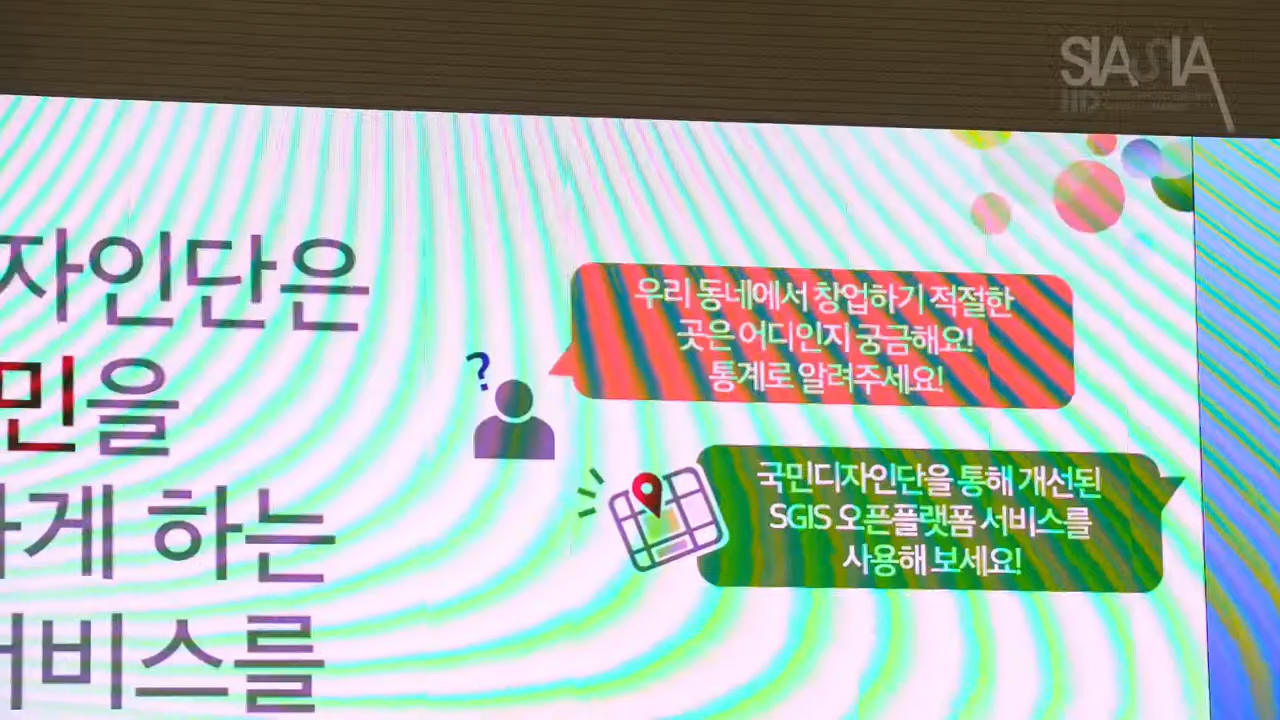 SIASIA
자인단은
민을
게 하는
비스를
?
우리 동네에서 창업하기 적절한
곳은 어디인지 궁금해요!
통계로 알려주세요!
국민디자인단을 통해 개선된
SGIS 오픈플랫폼 서비스를
사용해 보세요!